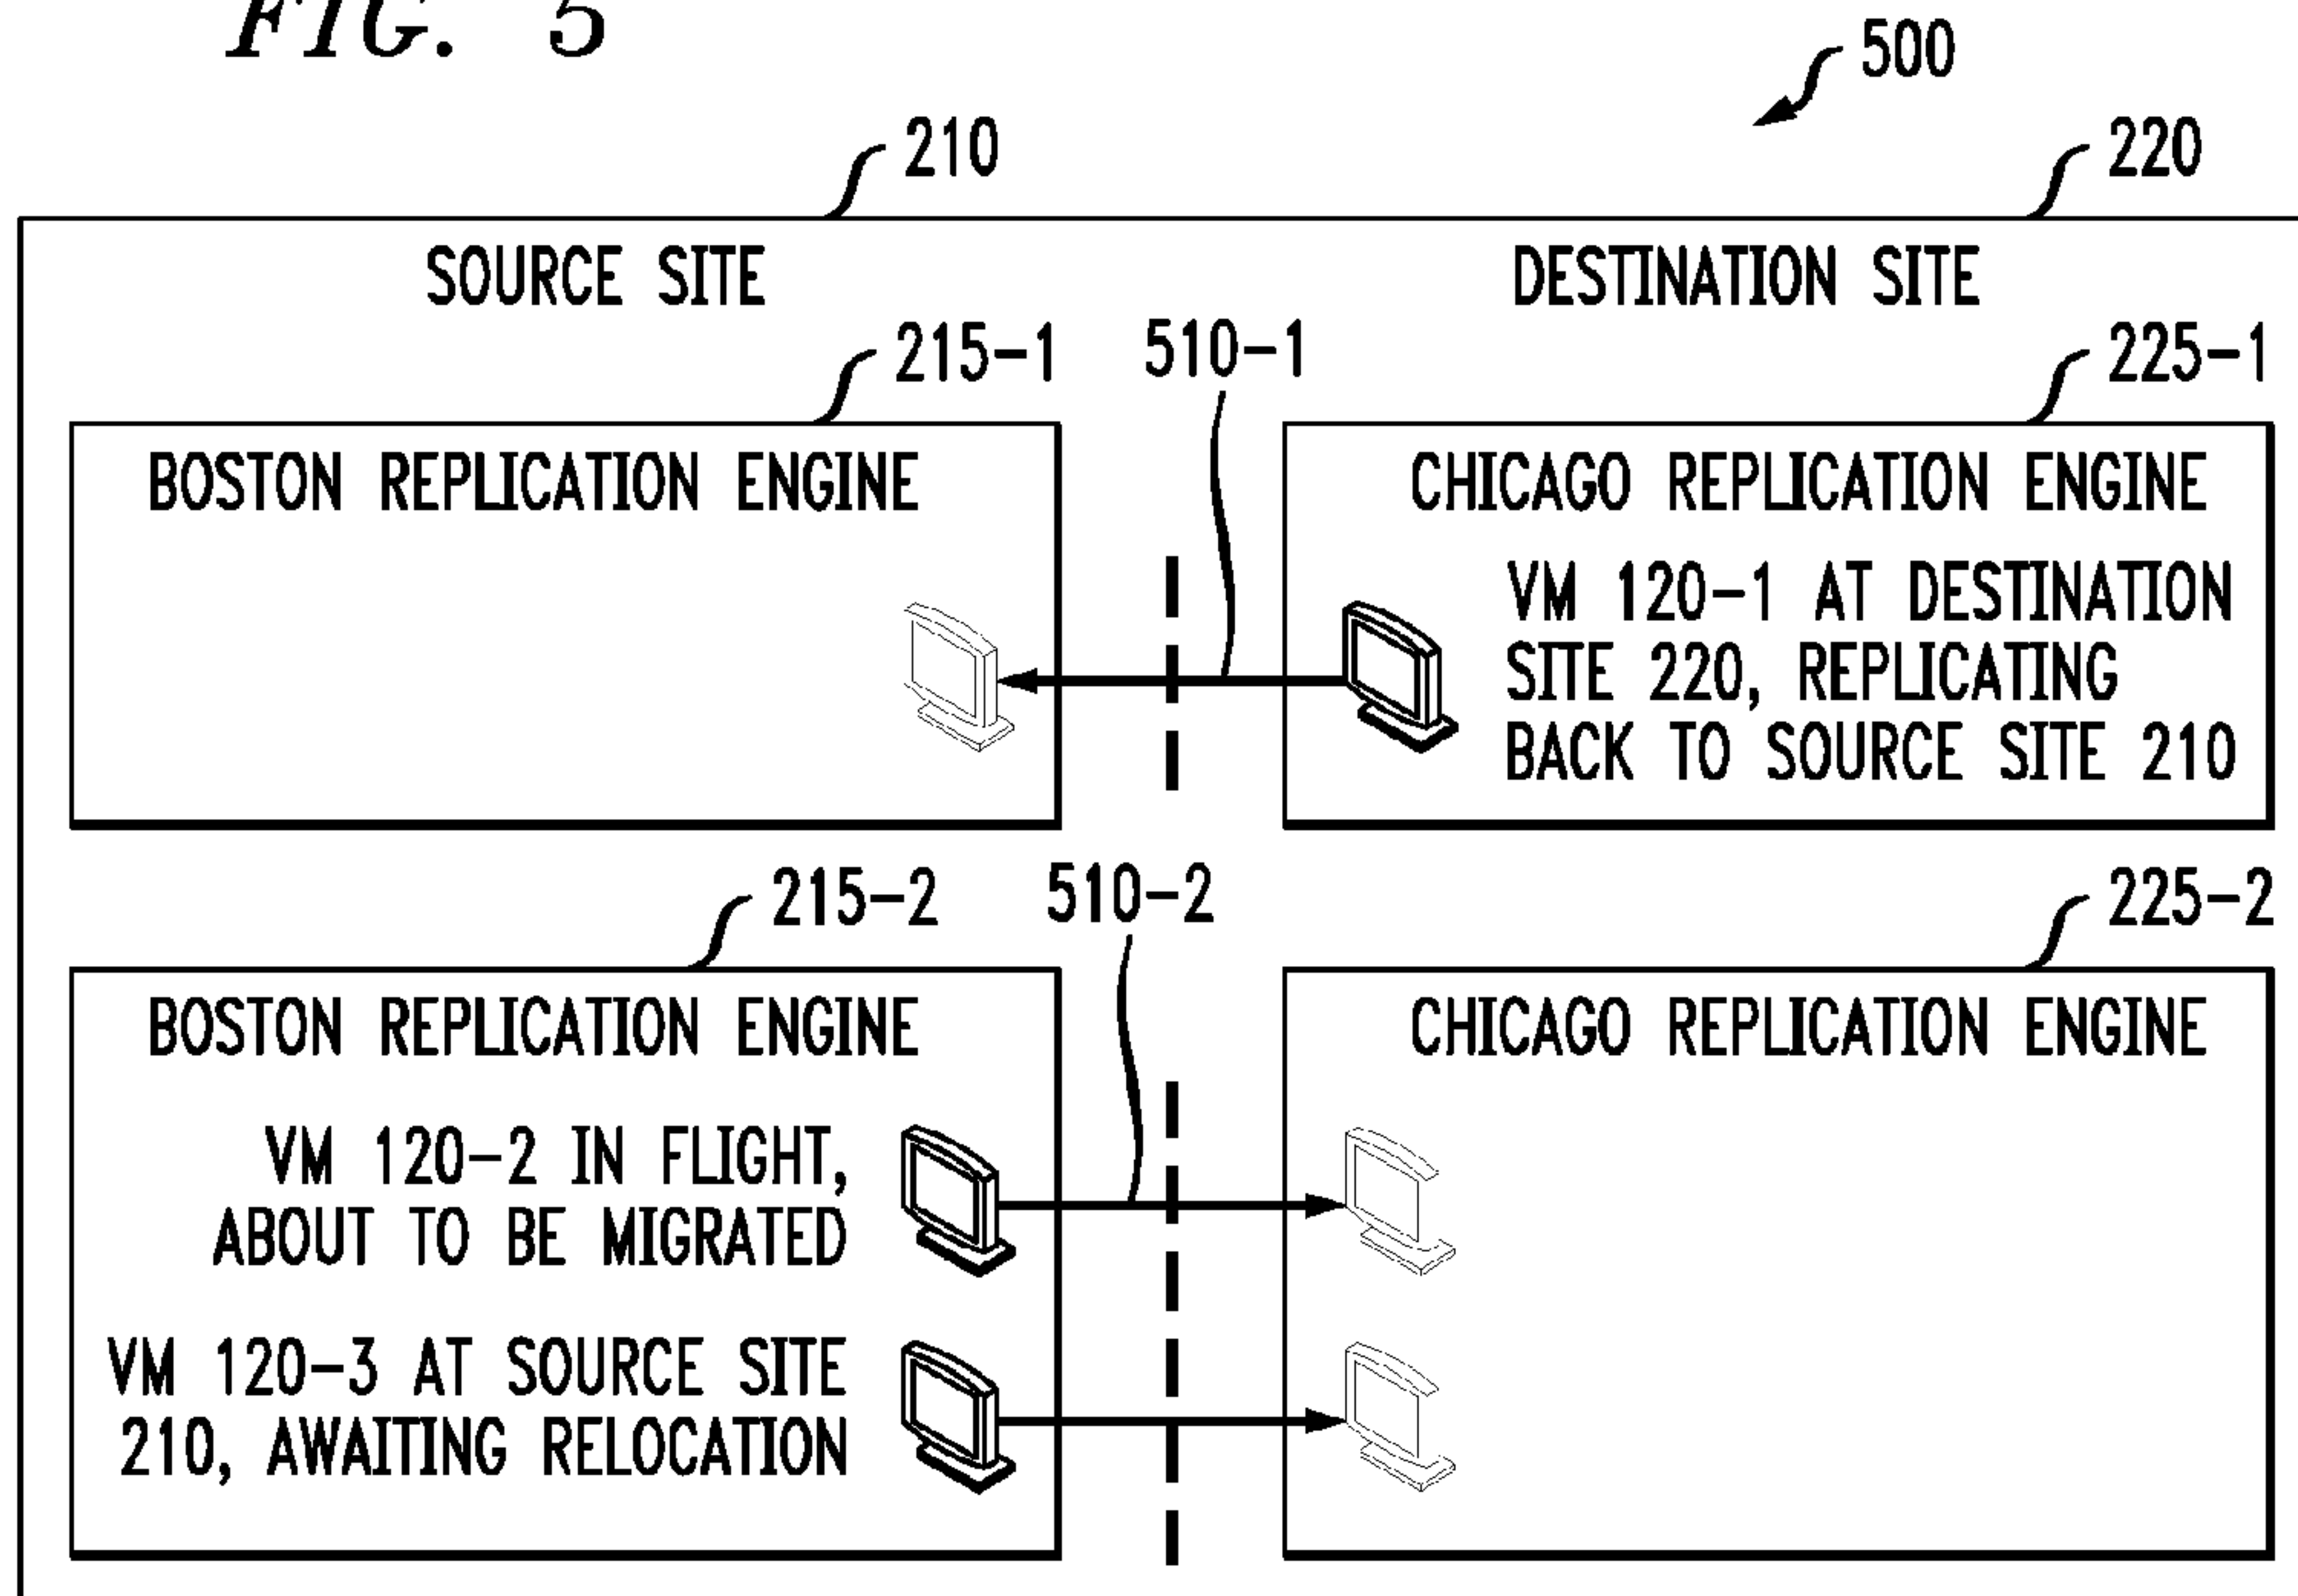 FIG. 5
500
210
220
SOURCE SITE
DESTINATION SITE
215-1
510-1
225-1
BOSTON REPLICATION ENGINE
CHICAGO REPLICATION ENGINE
VM 120-1 AT DESTINATION
SITE 220, REPLICATING
BACK TO SOURCE SITE 210
215-2
510-2
225-2
BOSTON REPLICATION ENGINE
CHICAGO REPLICATION ENGINE
VM 120-2 IN FLIGHT,
ABOUT TO BE MIGRATED
VM 120-3 AT SOURCE SITE
210, AWAITING RELOCATION